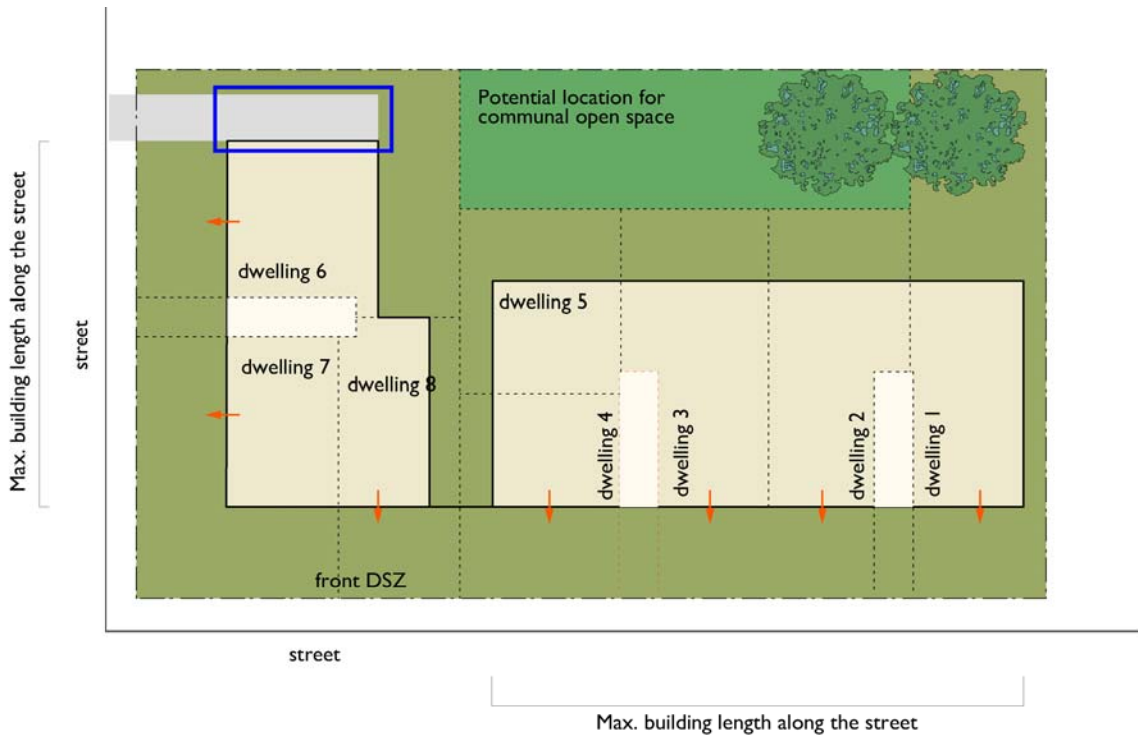 Potential location for
communal open space
Max. building length along the street
street
dwelling 6
dwelling 5
dwelling 7
dwelling 8
dwelling 4
dwelling 3
dwelling 2
dwelling 1
front DSZ
street
Max. building length along the street